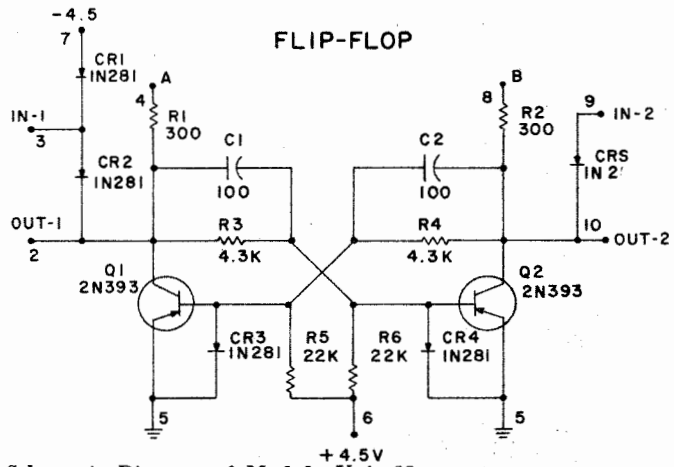 -4.5
7
FLIP-FLOP
CR1
1N281
A
4
R1
300
B
8
R2
300
9
IN-2
IN-1
3
CR2
1N281
C1
100
C2
100
CR5
OUT-1
2
R3
4.3K
R4
4.3K
10
OUT-2
Q1
2N393
Q2
2N393
CR3
1N281
R5
22K
R6
22K
CR4
1N281
5
6
5
+4.5V